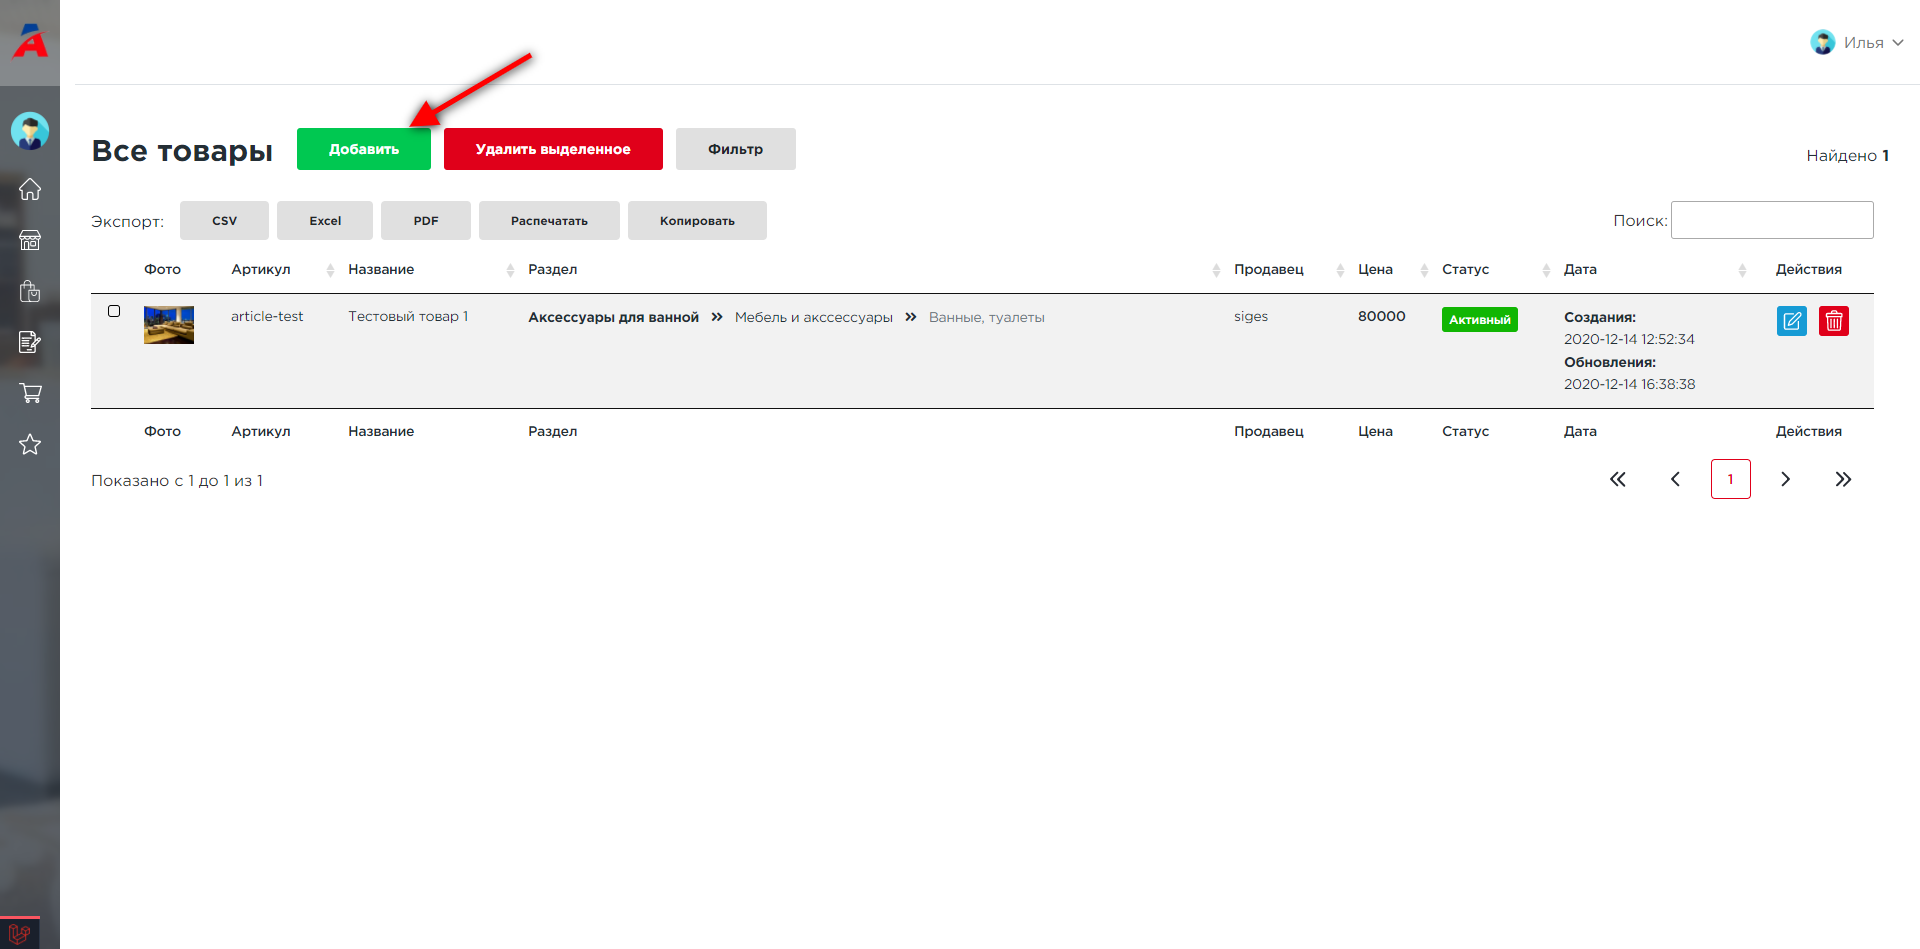 Илья
Все товары Добавить Удалить выделенное Фильтр Найдено 1
Экспорт: CSV Excel PDF Распечатать Копировать Поиск:
Фото Артикул Название Раздел Продавец Цена Статус Дата Действия
article-test Тестовый товар 1 Аксессуары для ванной » Мебель и акссессуары » Ванные, туалеты siges 80000 Активный Создания:
2020-12-14 12:52:34
Обновления:
2020-12-14 16:38:38
Фото Артикул Название Раздел Продавец Цена Статус Дата Действия
Показано с 1 до 1 из 1 « ‹ 1 › »